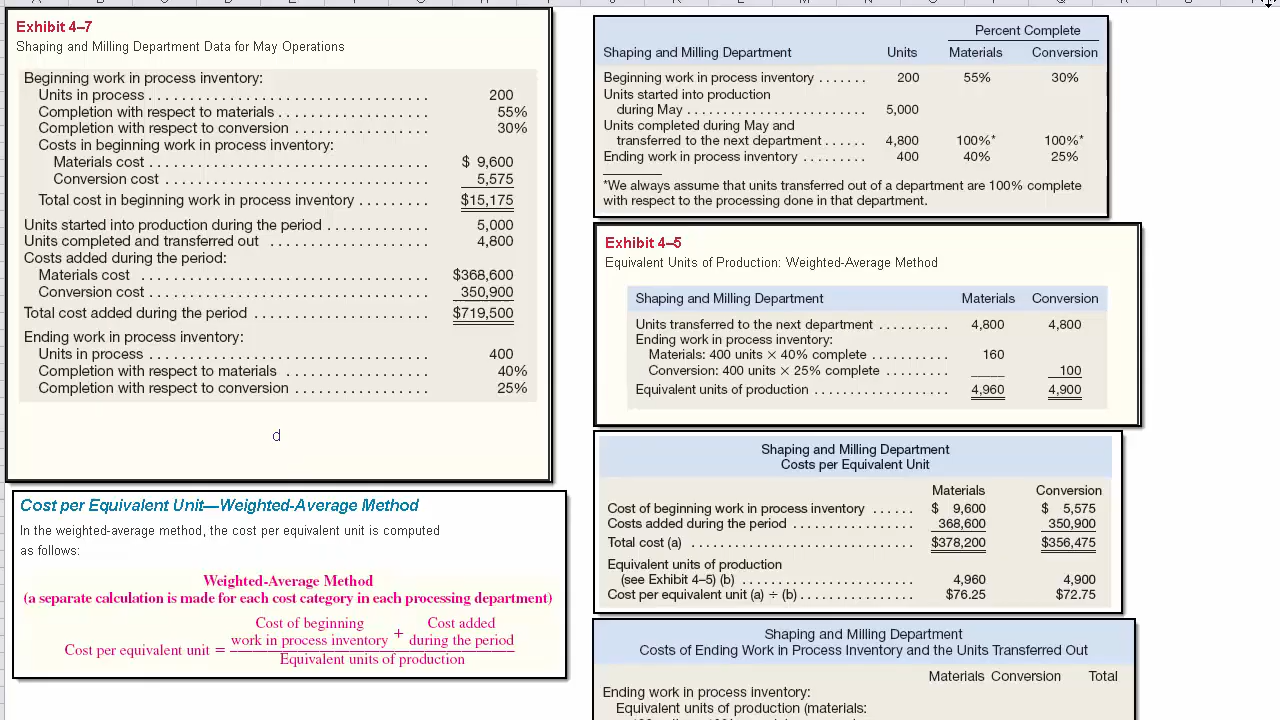 Exhibit 4–7
Shaping and Milling Department Data for May Operations
Beginning work in process inventory:
Units in process . . . . . . . . . . . . . . . . . . . . . . . . . . . . . . . . . . 200
Completion with respect to materials . . . . . . . . . . . . . . . . . . . 55%
Completion with respect to conversion . . . . . . . . . . . . . . . . . 30%
Costs in beginning work in process inventory:
Materials cost . . . . . . . . . . . . . . . . . . . . . . . . . . . . . . . . . . $ 9,600
Conversion cost . . . . . . . . . . . . . . . . . . . . . . . . . . . . . . . . 5,575
Total cost in beginning work in process inventory . . . . . . . . . $15,175
Units started into production during the period . . . . . . . . . . . . . 5,000
Units completed and transferred out . . . . . . . . . . . . . . . . . . . . 4,800
Costs added during the period:
Materials cost . . . . . . . . . . . . . . . . . . . . . . . . . . . . . . . . . . $368,600
Conversion cost . . . . . . . . . . . . . . . . . . . . . . . . . . . . . . . . . . 350,900
Total cost added during the period . . . . . . . . . . . . . . . . . . . . . . $719,500
Ending work in process inventory:
Units in process . . . . . . . . . . . . . . . . . . . . . . . . . . . . . . . . . . 400
Completion with respect to materials . . . . . . . . . . . . . . . . . . 40%
Completion with respect to conversion . . . . . . . . . . . . . . . . . 25%
d
Cost per Equivalent Unit—Weighted-Average Method
In the weighted-average method, the cost per equivalent unit is computed
as follows:
Weighted-Average Method
(a separate calculation is made for each cost category in each processing department)
Cost of beginning Cost added
work in process inventory + during the period
Cost per equivalent unit =
Equivalent units of production
Percent Complete
Shaping and Milling Department Units Materials Conversion
Beginning work in process inventory . . . . . . . 200 55% 30%
Units started into production
during May . . . . . . . . . . . . . . . . . . . . . . . . 5,000
Units completed during May and
transferred to the next department . . . . . . 4,800 100%* 100%*
Ending work in process inventory . . . . . . . . . 400 40% 25%
*We always assume that units transferred out of a department are 100% complete
with respect to the processing done in that department.
Exhibit 4–5
Equivalent Units of Production: Weighted-Average Method
Shaping and Milling Department Materials Conversion
Units transferred to the next department . . . . . . . . . . 4,800 4,800
Ending work in process inventory:
Materials: 400 units × 40% complete . . . . . . . . . . . 160
Conversion: 400 units × 25% complete . . . . . . . . . 100
Equivalent units of production . . . . . . . . . . . . . . . . . . . 4,960 4,900
Shaping and Milling Department
Costs per Equivalent Unit
Materials Conversion
Cost of beginning work in process inventory . . . . . . $ 9,600 $ 5,575
Costs added during the period . . . . . . . . . . . . . . . . . 368,600 350,900
Total cost (a) . . . . . . . . . . . . . . . . . . . . . . . . . . . . . . . $378,200 $356,475
Equivalent units of production
(see Exhibit 4–5) (b) . . . . . . . . . . . . . . . . . . . . . . . . 4,960 4,900
Cost per equivalent unit (a) ÷ (b) . . . . . . . . . . . . . . . . $76.25 $72.75
Shaping and Milling Department
Costs of Ending Work in Process Inventory and the Units Transferred Out
Materials Conversion Total
Ending work in process inventory:
Equivalent units of production (materials: